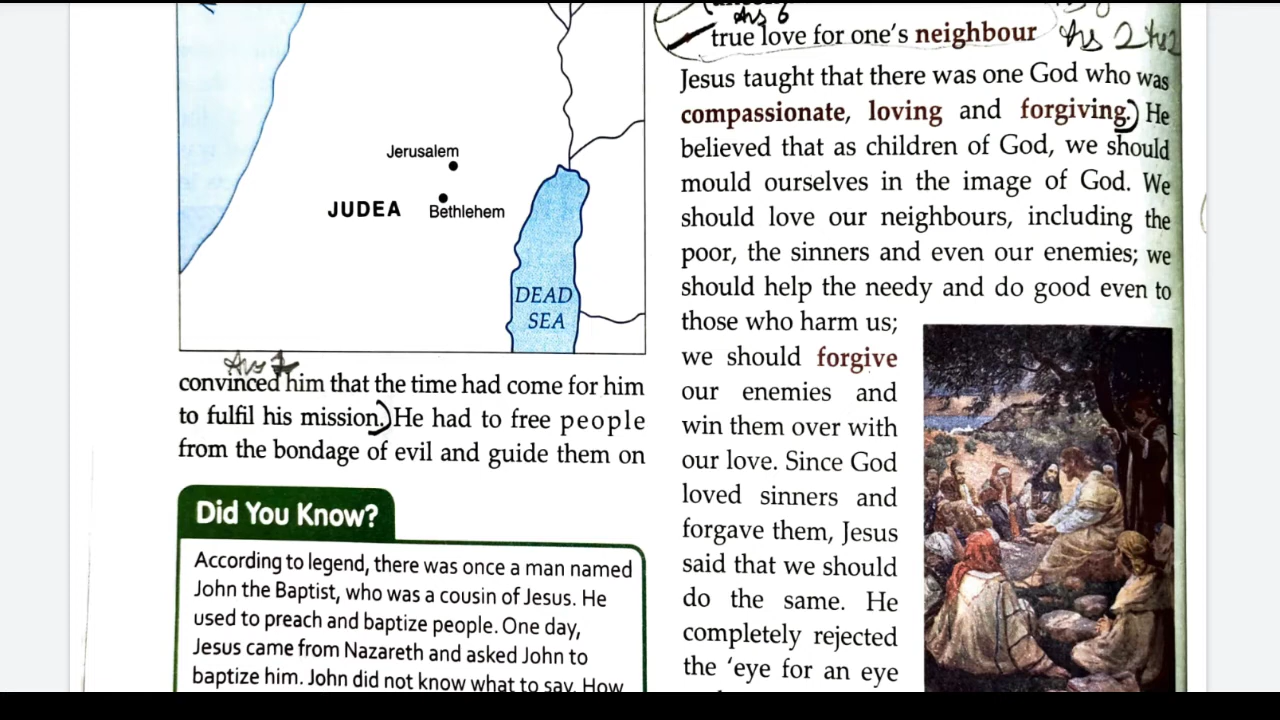 Jerusalem
JUDEA
Bethlehem
DEAD
SEA
Ans 1
convinced him that the time had come for him
to fulfil his mission.) He had to free people
from the bondage of evil and guide them on
Did You Know?
According to legend, there was once a man named
John the Baptist, who was a cousin of Jesus. He
used to preach and baptize people. One day,
Jesus came from Nazareth and asked John to
baptize him. John did not know what to say. How
Ans 6
true love for one's neighbour
Ans 2
Jesus taught that there was one God who was
compassionate, loving and forgiving.) He
believed that as children of God, we should
mould ourselves in the image of God. We
should love our neighbours, including the
poor, the sinners and even our enemies; we
should help the needy and do good even to
those who harm us;
we should forgive
our enemies and
win them over with
our love. Since God
loved sinners and
forgave them, Jesus
said that we should
do the same. He
completely rejected
the 'eye for an eye